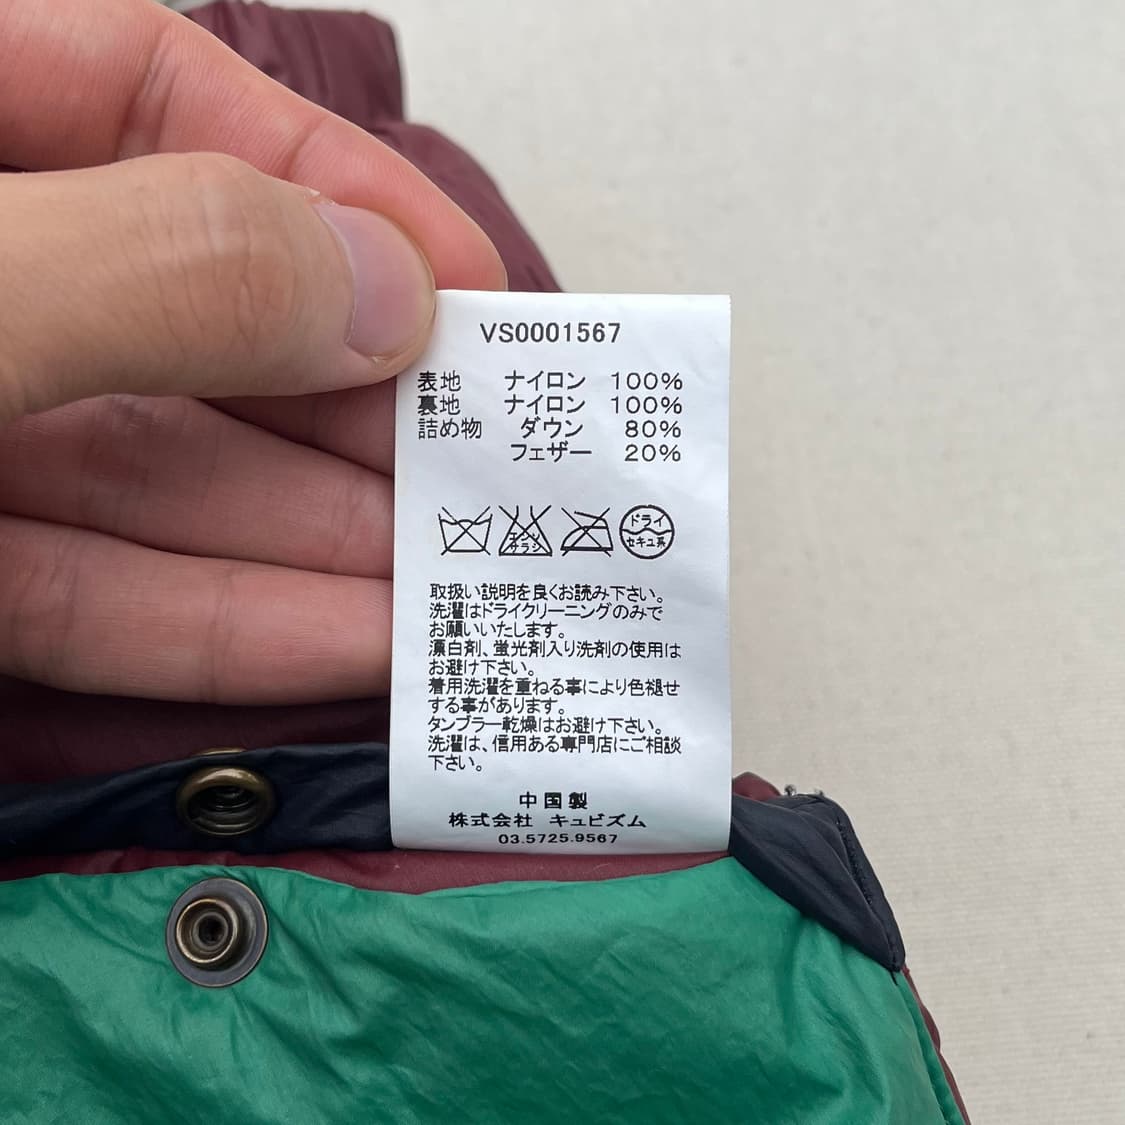 VS0001567
表地 ナイロン 100%
裏地 ナイロン 100%
詰め物 ダウン 80%
フェザー 20%
エンソ サラシ
ドライ
セキユ系
取扱い説明を良くお読み下さい。
洗濯はドライクリーニングのみで
お願いいたします。
漂白剤、蛍光剤入り洗剤の使用は
お避け下さい。
着用洗濯を重ねる事により色褪せ
する事があります。
タンブラー乾燥はお避け下さい。
洗濯は、信用ある専門店にご相談
下さい。
中国製
株式会社 キュビズム
03.5725.9567